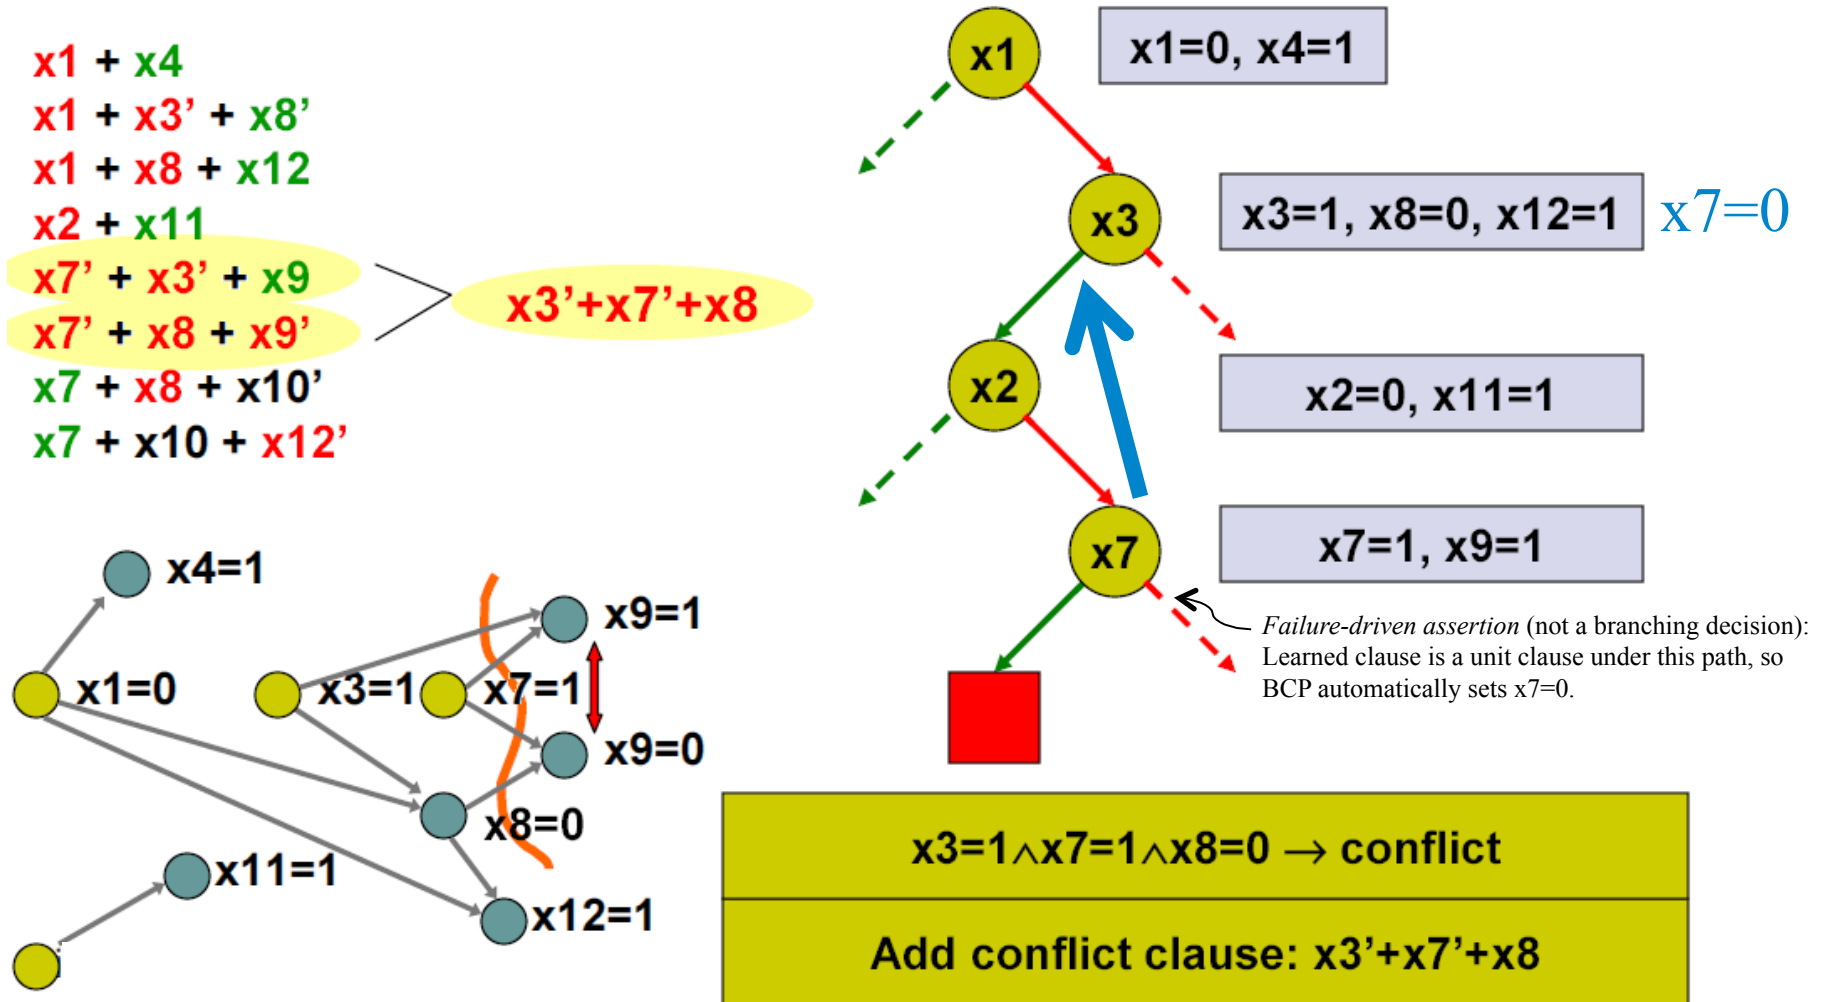 x1 + x4
x1 + x3’ + x8’
x1 + x8 + x12
x2 + x11
x7’ + x3’ + x9
x7’ + x8 + x9’
x7 + x8 + x10’
x7 + x10 + x12’
x3’+x7’+x8
x1
x1=0, x4=1
x3
x3=1, x8=0, x12=1
x7=0
x2
x2=0, x11=1
x7
x7=1, x9=1
Failure-driven assertion (not a branching decision):
Learned clause is a unit clause under this path, so
BCP automatically sets x7=0.
x4=1
x9=1
x1=0
x3=1
x7=1
x9=0
x8=0
x11=1
x12=1
x3=1∧x7=1∧x8=0 → conflict
Add conflict clause: x3’+x7’+x8